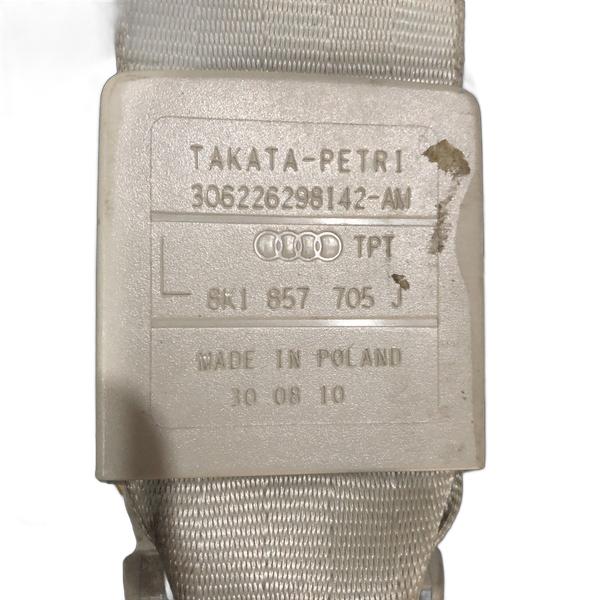 TAKATA-PETRI
306226298142-AM
TPT
L 8K1 857 705 J
MADE IN POLAND
30 08 10